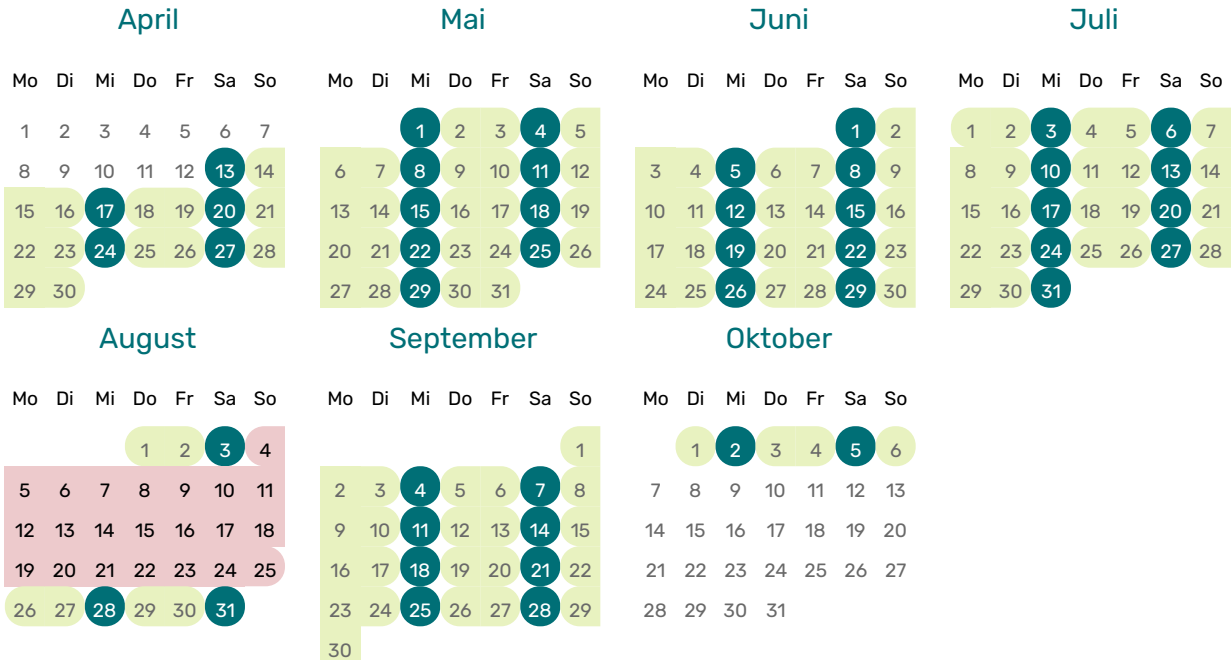 April Mai Juni Juli
Mo Di Mi Do Fr Sa So Mo Di Mi Do Fr Sa So Mo Di Mi Do Fr Sa So Mo Di Mi Do Fr Sa So
1 2 3 4 5 6 7 1 2 3 4 5 1 2 1 2 3 4 5 6 7
8 9 10 11 12 13 14 6 7 8 9 10 11 12 3 4 5 6 7 8 9 8 9 10 11 12 13 14
15 16 17 18 19 20 21 13 14 15 16 17 18 19 10 11 12 13 14 15 16 15 16 17 18 19 20 21
22 23 24 25 26 27 28 20 21 22 23 24 25 26 17 18 19 20 21 22 23 22 23 24 25 26 27 28
29 30 27 28 29 30 31 24 25 26 27 28 29 30 29 30 31
August September Oktober
Mo Di Mi Do Fr Sa So Mo Di Mi Do Fr Sa So Mo Di Mi Do Fr Sa So
1 2 3 4 1 1 2 3 4 5 6
5 6 7 8 9 10 11 2 3 4 5 6 7 8 7 8 9 10 11 12 13
12 13 14 15 16 17 18 9 10 11 12 13 14 15 14 15 16 17 18 19 20
19 20 21 22 23 24 25 16 17 18 19 20 21 22 21 22 23 24 25 26 27
26 27 28 29 30 31 23 24 25 26 27 28 29 28 29 30 31
30